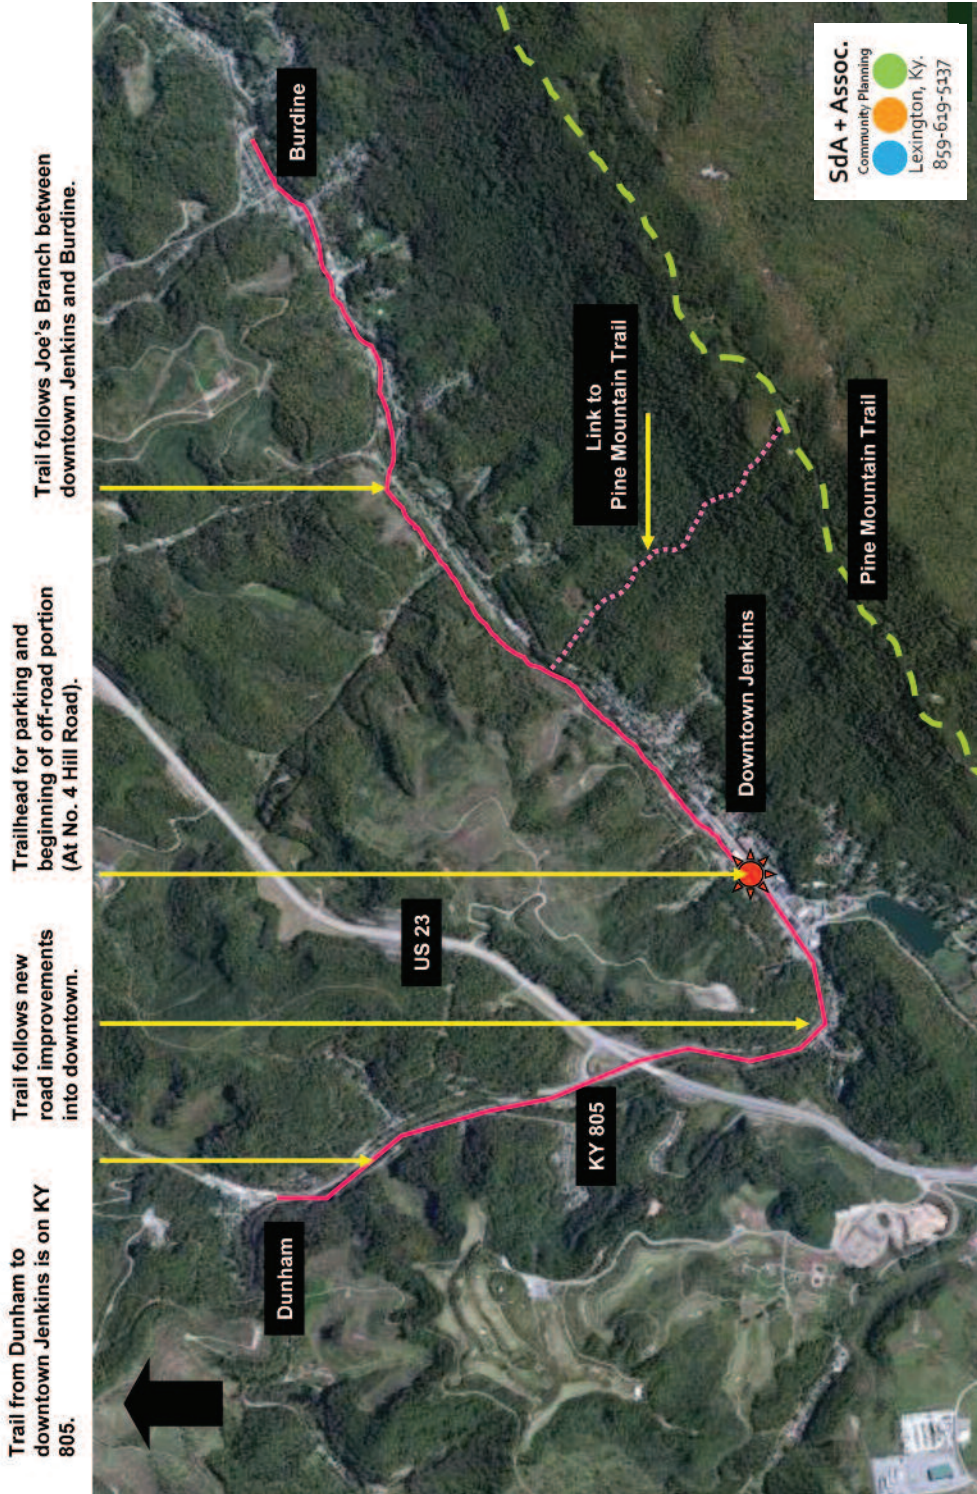 Trail from Dunham to
downtown Jenkins is on KY
805.
Trail follows new
road improvements
into downtown.
Trailhead for parking and
beginning of off-road portion
(At No. 4 Hill Road).
Trail follows Joe's Branch between
downtown Jenkins and Burdine.
Dunham
KY 805
US 23
Downtown Jenkins
Link to
Pine Mountain Trail
Pine Mountain Trail
Burdine
SdA + Assoc.
Community Planning
Lexington, Ky.
859-619-5137